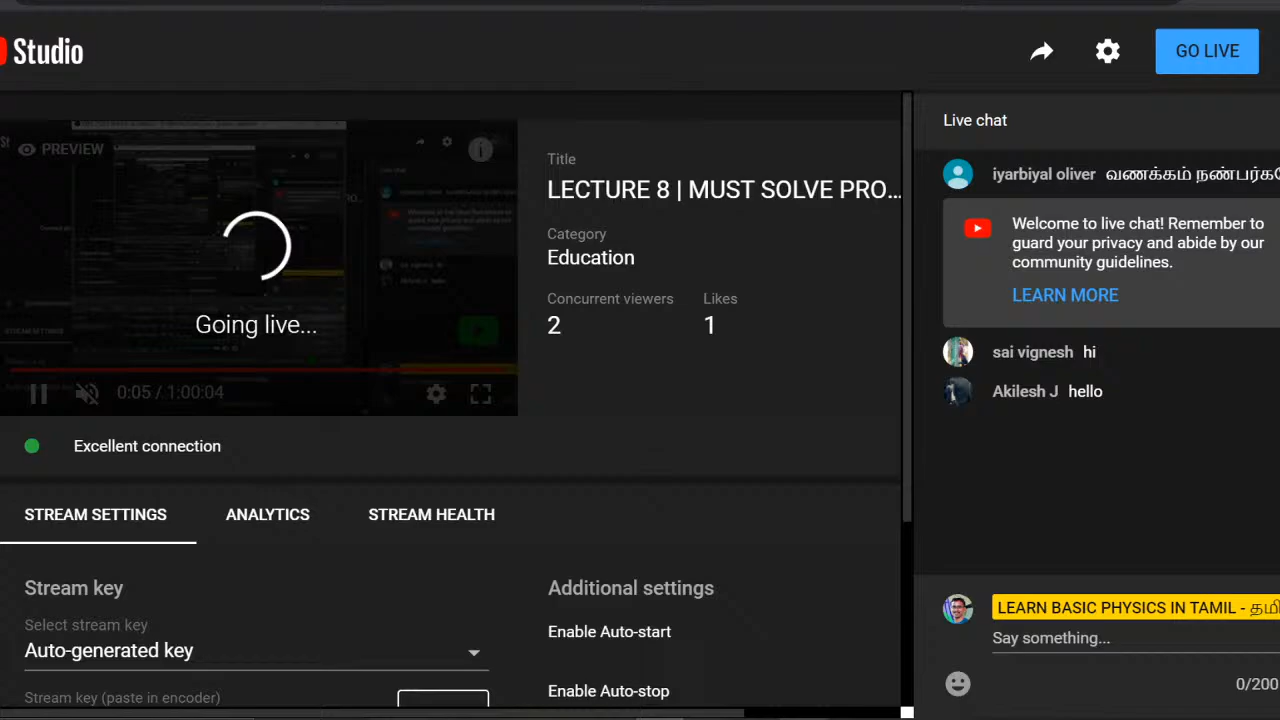 Studio
GO LIVE
PREVIEW
Going live...
0:05 / 1:00:04
Title
LECTURE 8 | MUST SOLVE PRO...
Category
Education
Concurrent viewers
Likes
2
1
Excellent connection
STREAM SETTINGS
ANALYTICS
STREAM HEALTH
Stream key
Select stream key
Auto-generated key
Stream key (paste in encoder)
Additional settings
Enable Auto-start
Enable Auto-stop
Live chat
iyarbiyal oliver வணக்கம் நண்பர்க
Welcome to live chat! Remember to
guard your privacy and abide by our
community guidelines.
LEARN MORE
sai vignesh hi
Akilesh J hello
LEARN BASIC PHYSICS IN TAMIL - தமி
Say something...
0/200